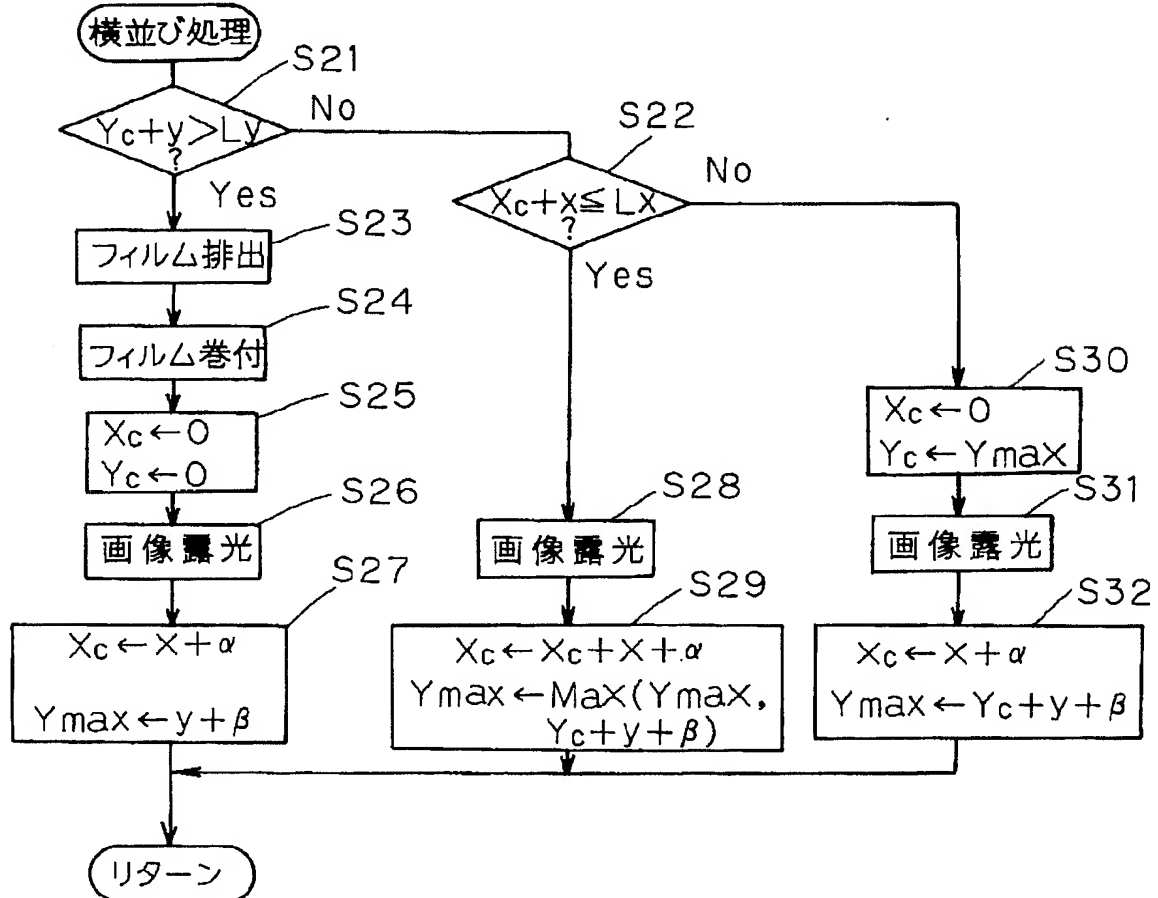 横並び処理
S21
Yc+y>Ly
?
No
Yes
S22
Xc+x≦Lx
?
No
Yes
S23
フィルム排出
S24
フィルム巻付
S25
Xc←0
Yc←0
S26
画像露光
S27
Xc←x+α
Ymax←y+β
S28
画像露光
S29
Xc←Xc+x+α
Ymax←Max(Ymax,
Yc+y+β)
S30
Xc←0
Yc←Ymax
S31
画像露光
S32
Xc←x+α
Ymax←Yc+y+β
リターン